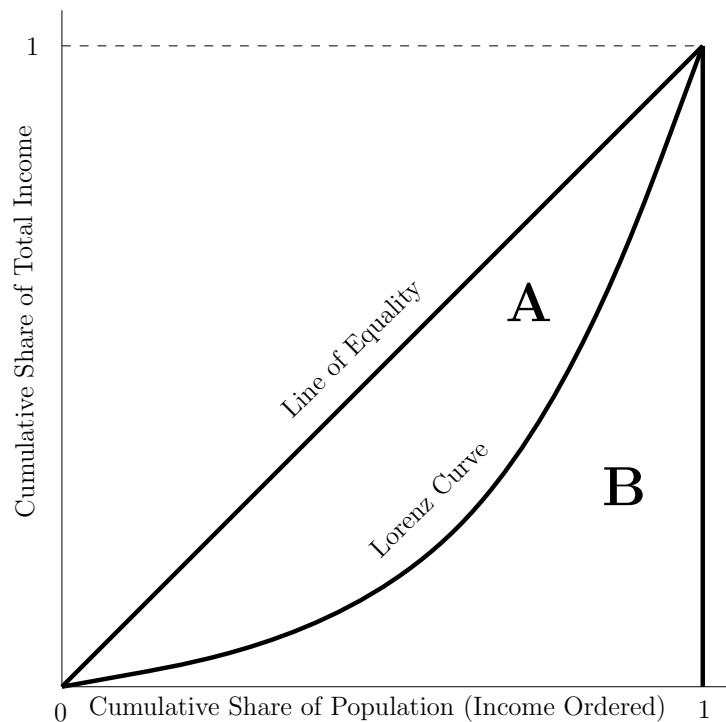 1
Cumulative Share of Total Income
Line of Equality
A
Lorenz Curve
B
0
Cumulative Share of Population (Income Ordered)
1